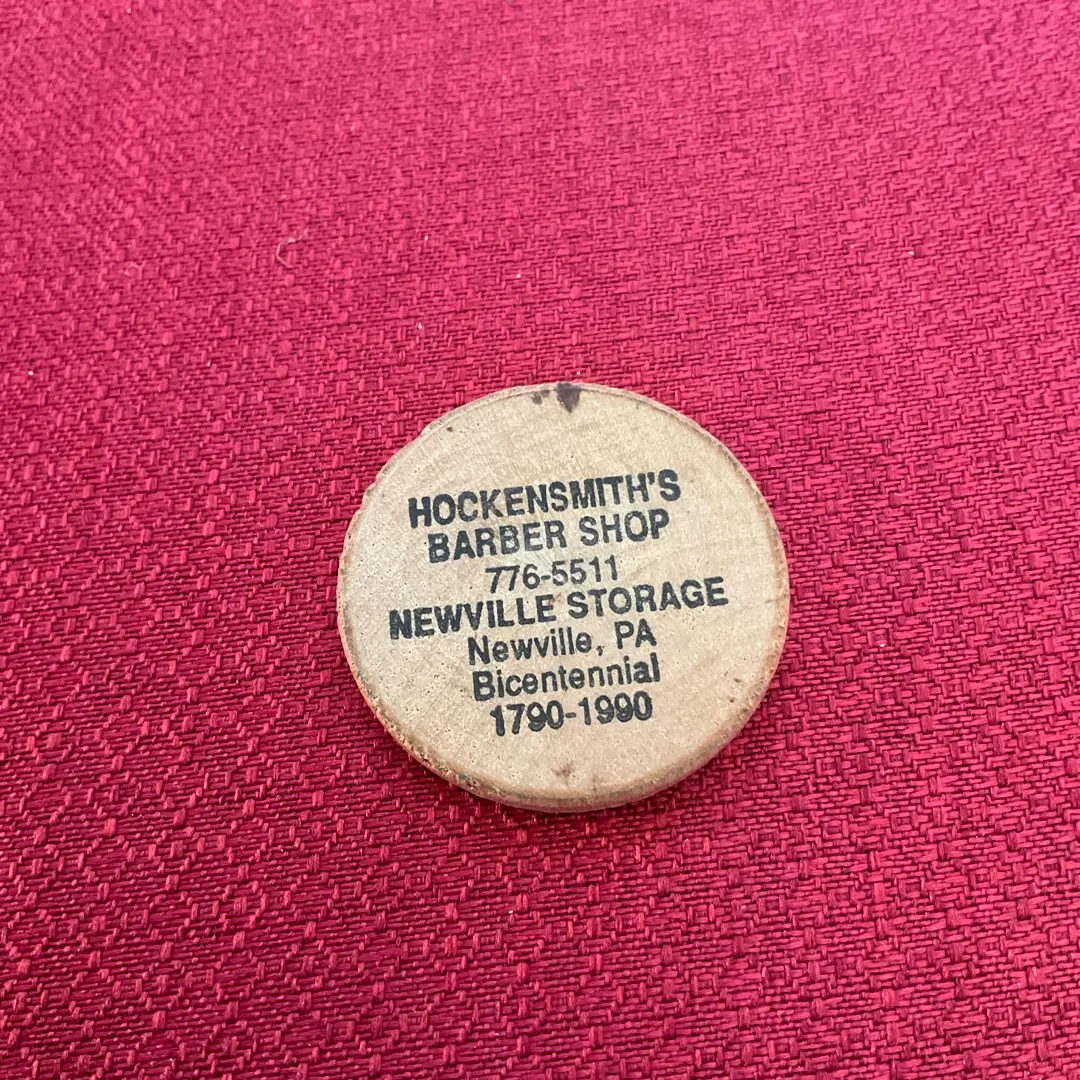 HOCKENSMITH'S
BARBER SHOP
776-5511
NEWVILLE STORAGE
Newville, PA
Bicentennial
1790-1990